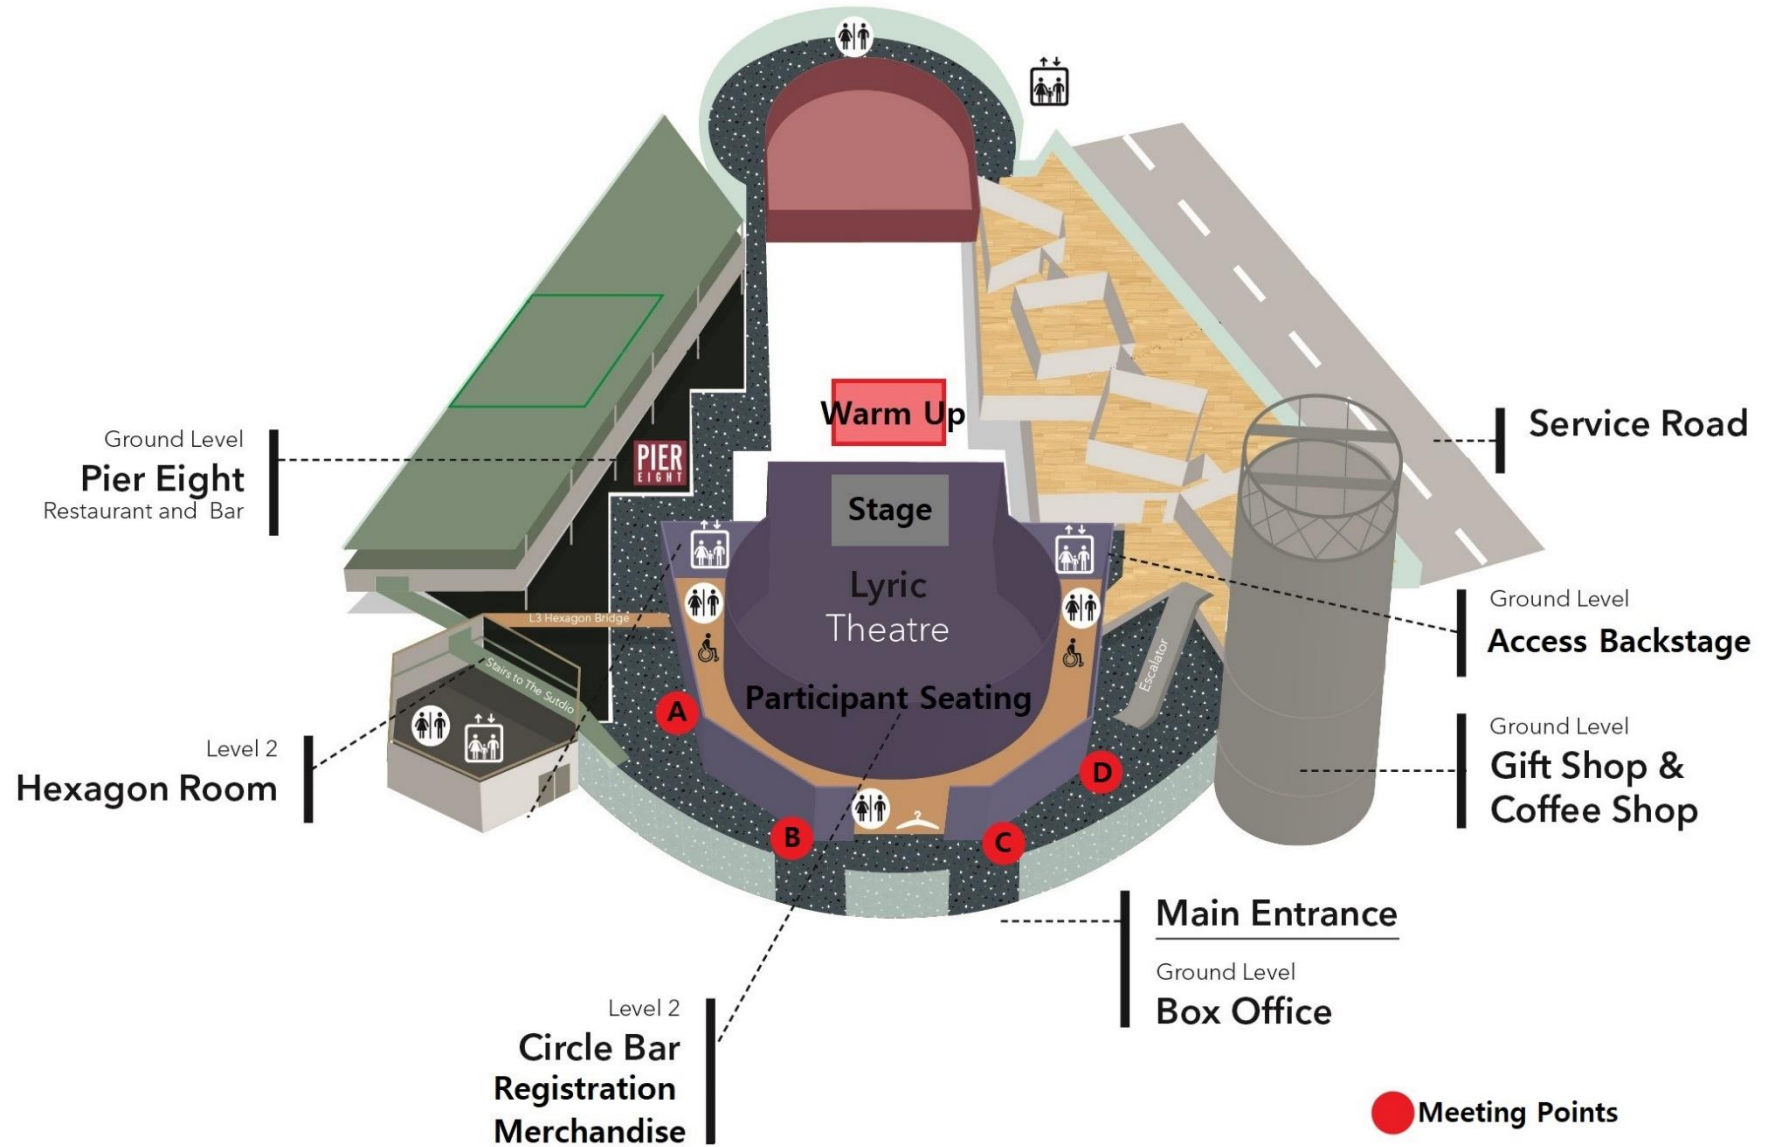 Warm Up
Service Road
Ground Level
Pier Eight
Restaurant and Bar
PIER
EIGHT
Stage
Lyric
Theatre
Ground Level
Access Backstage
L3 Hexagon Bridge
Stairs to The Sutdio
Escalator
Participant Seating
A
D
B
C
Level 2
Hexagon Room
Ground Level
Gift Shop &
Coffee Shop
Main Entrance
Ground Level
Box Office
Level 2
Circle Bar
Registration
Merchandise
Meeting Points